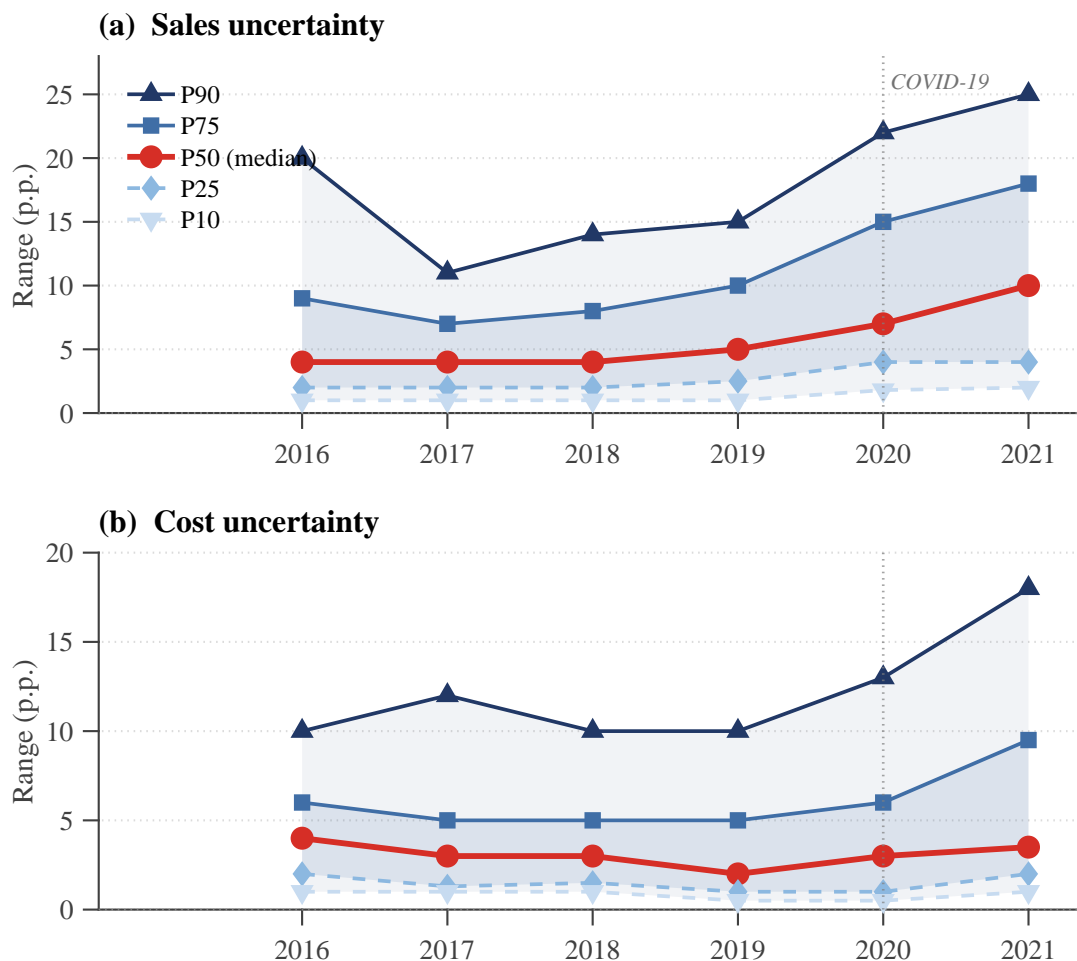 (a) Sales uncertainty
Range (p.p.)
25
20
15
10
5
0
P90
P75
P50 (median)
P25
P10
COVID-19
2016 2017 2018 2019 2020 2021
(b) Cost uncertainty
Range (p.p.)
20
15
10
5
0
2016 2017 2018 2019 2020 2021